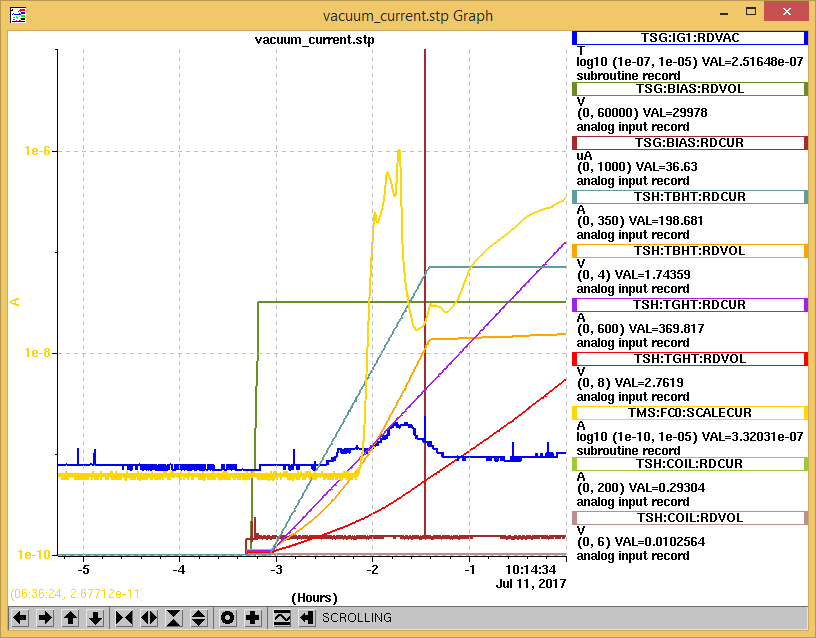 vacuum_current.stp Graph
vacuum_current.stp
1e-6
A
1e-8
1e-10
-5 -4 -3 -2 -1 10:14:34
Jul 11, 2017
(06:36:24, 2.87712e-11)
(Hours)
TSG:IG1:RDVAC
T
log10 (1e-07, 1e-05) VAL=2.51648e-07
subroutine record
TSG:BIAS:RDVOL
V
(0, 60000) VAL=29978
analog input record
TSG:BIAS:RDCUR
uA
(0, 1000) VAL=36.63
analog input record
TSH:TBHT:RDCUR
A
(0, 350) VAL=198.681
analog input record
TSH:TBHT:RDVOL
V
(0, 4) VAL=1.74359
analog input record
TSH:TGHT:RDCUR
A
(0, 600) VAL=369.817
analog input record
TSH:TGHT:RDVOL
V
(0, 8) VAL=2.7619
analog input record
TMS:FC0:SCALECUR
A
log10 (1e-10, 1e-05) VAL=3.32031e-07
subroutine record
TSH:COIL:RDCUR
A
(0, 200) VAL=0.29304
analog input record
TSH:COIL:RDVOL
V
(0, 6) VAL=0.0102564
analog input record
SCROLLING